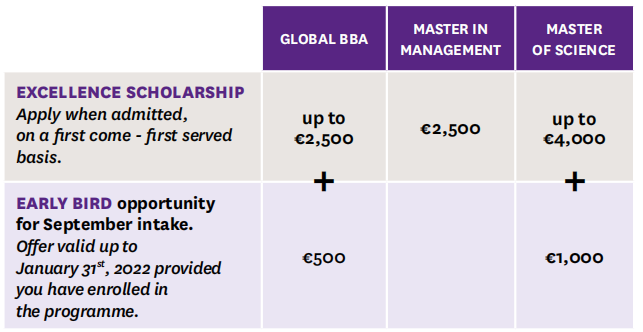 GLOBAL BBA
MASTER IN
MANAGEMENT
MASTER
OF SCIENCE
EXCELLENCE SCHOLARSHIP
Apply when admitted,
on a first come - first served
basis.
up to
€2,500
€2,500
up to
€4,000
+
+
EARLY BIRD opportunity
for September intake.
Offer valid up to
January 31st, 2022 provided
you have enrolled in
the programme.
€500
€1,000